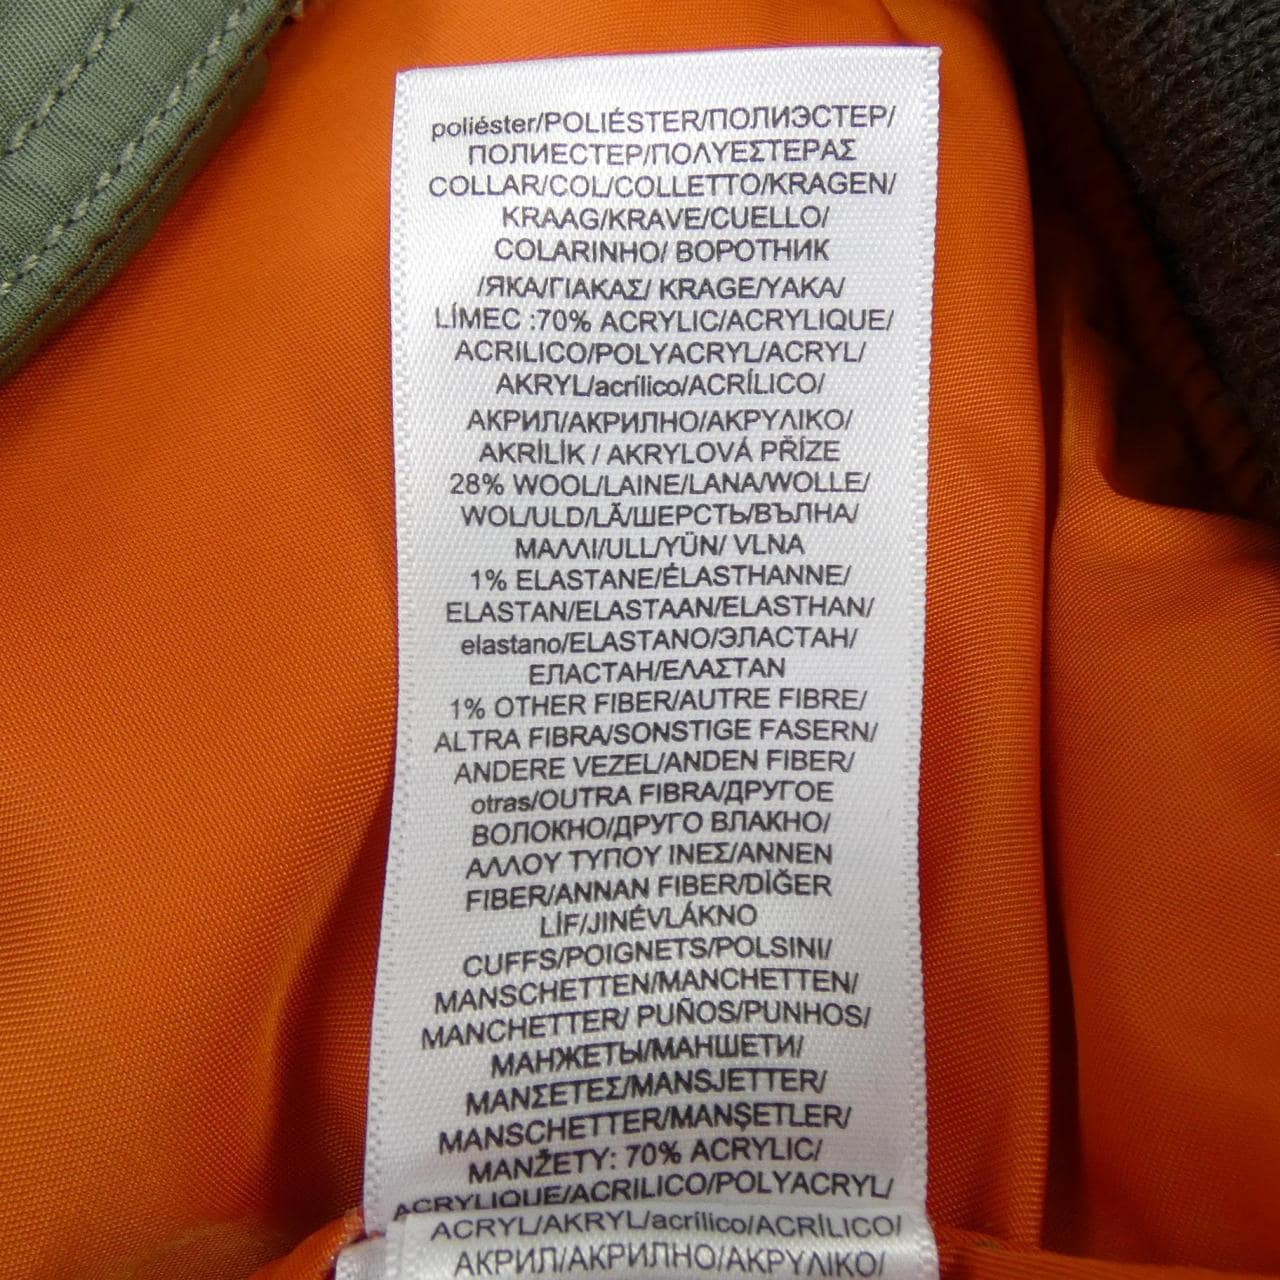 poliéster/POLIÉSTER/ПОЛИЭСТЕР/
ПОЛИЕСТЕР/ΠΟΛΥΕΣΤΕΡΑΣ
COLLAR/COL/COLLETTO/KRAGEN/
KRAAG/KRAVE/CUELLO/
COLARINHO/ ВОРОТНИК
/ЯКА/ΓΙΑΚΑΣ/ KRAGE/YAKA/
LÍMEC :70% ACRYLIC/ACRYLIQUE/
ACRILICO/POLYACRYL/ACRYL/
AKRYL/acrílico/ACRÍLICO/
АКРИЛ/АКРИЛНО/ΑΚΡΥΛΙΚΟ/
AKRİLİK / AKRYLOVÁ PŘÍZE
28% WOOL/LAINE/LANA/WOLLE/
WOL/ULD/LÃ/ШЕРСТЬ/ВЪЛНА/
ΜΑΛΛΙ/ULL/YÜN/ VLNA
1% ELASTANE/ÉLASTHANNE/
ELASTAN/ELASTAAN/ELASTHAN/
elastano/ELASTANO/ЭЛАСТАН/
ЕЛАСТАН/ΕΛΑΣΤΑΝ
1% OTHER FIBER/AUTRE FIBRE/
ALTRA FIBRA/SONSTIGE FASERN/
ANDERE VEZEL/ANDEN FIBER/
otras/OUTRA FIBRA/ДРУГОЕ
ВОЛОКНО/ДРУГО ВЛАКНО/
ΑΛΛΟΥ ΤΥΠΟΥ ΙΝΕΣ/ANNEN
FIBER/ANNAN FIBER/DİĞER
LİF/JINÉVLÁKNO
CUFFS/POIGNETS/POLSINI/
MANSCHETTEN/MANCHETTEN/
MANCHETTER/ PUÑOS/PUNHOS/
МАНЖЕТЫ/МАНШЕТИ/
ΜΑΝΣΕΤΕΣ/MANSJETTER/
MANSCHETTER/MANŞETLER/
MANŽETY: 70% ACRYLIC/
ACRYLIQUE/ACRILICO/POLYACRYL/
ACRYL/AKRYL/acrílico/ACRÍLICO/
АКРИЛ/АКРИЛНО/ΑΚΡΥΛΙΚΟ/